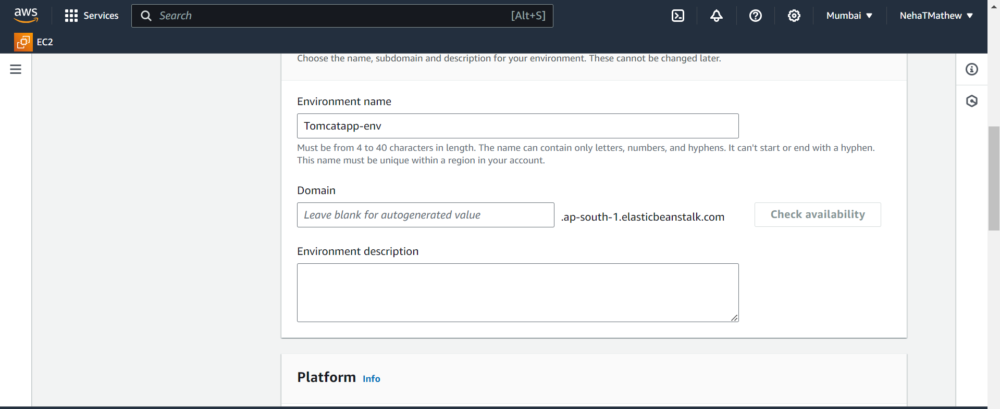 aws
Services
Search [Alt+S]
Mumbai
NehaTMathew
EC2
Choose the name, subdomain and description for your environment. These cannot be changed later.
Environment name
Tomcatapp-env
Must be from 4 to 40 characters in length. The name can contain only letters, numbers, and hyphens. It can't start or end with a hyphen.
This name must be unique within a region in your account.
Domain
Leave blank for autogenerated value
.ap-south-1.elasticbeanstalk.com
Check availability
Environment description
Platform Info